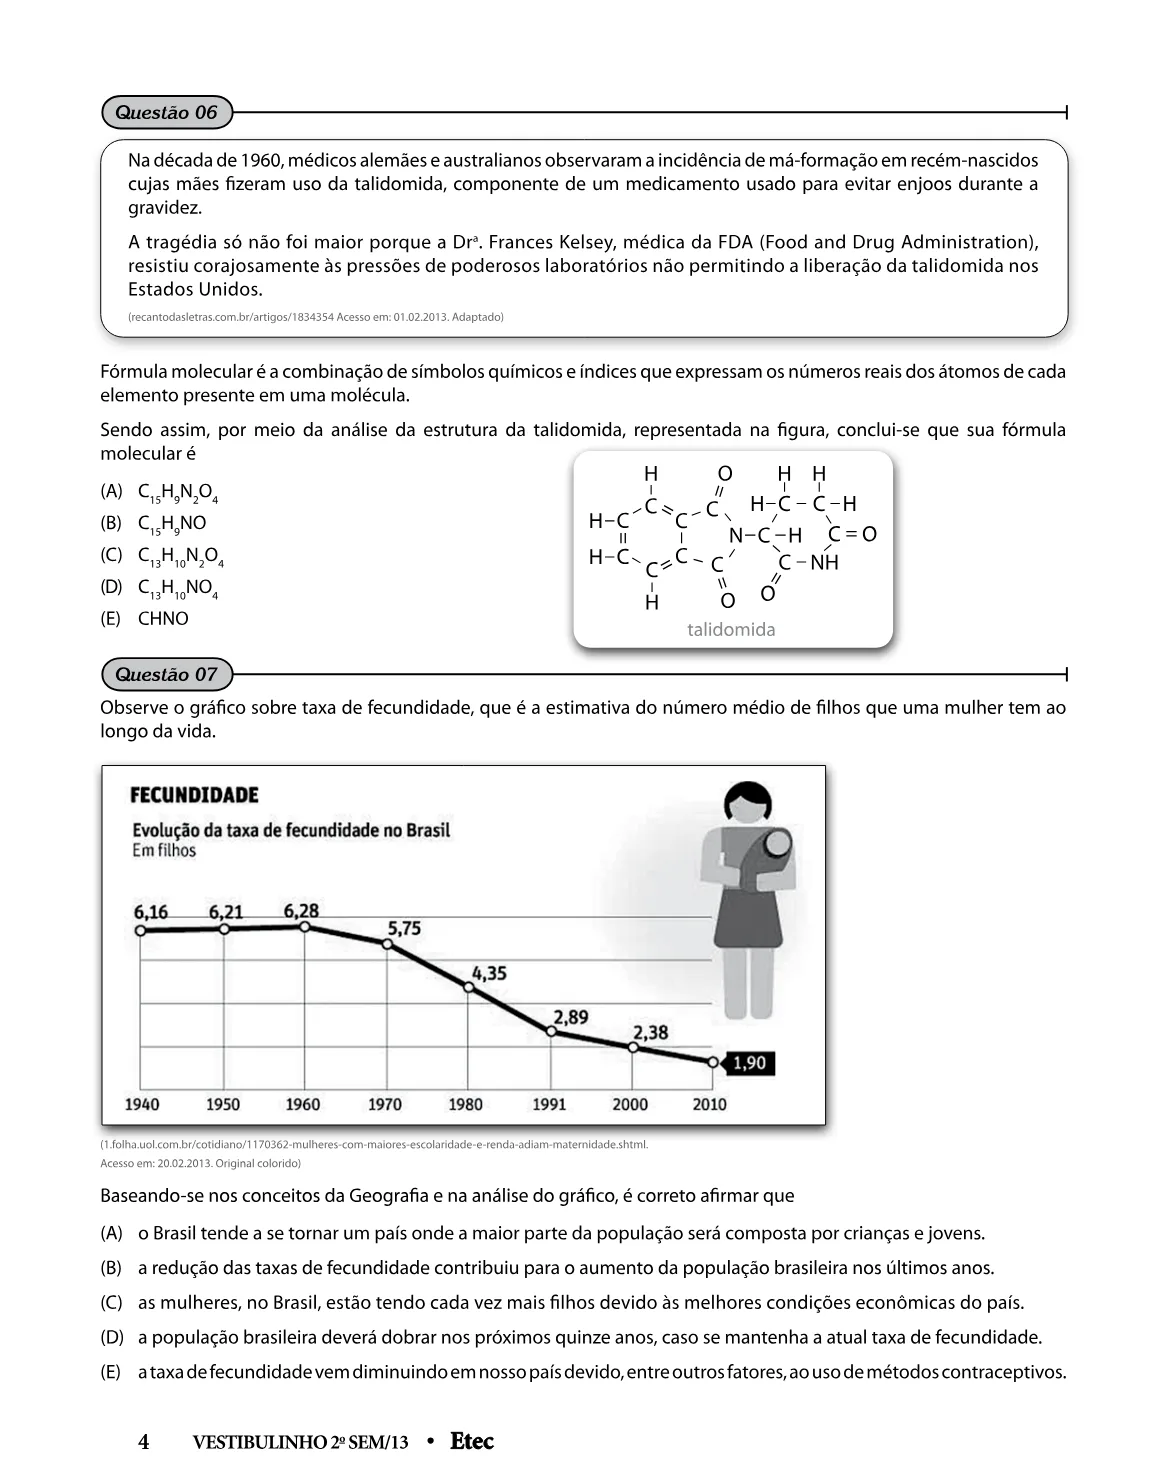 Questão 06
Na década de 1960, médicos alemães e australianos observaram a incidência de má-formação em recém-nascidos
cujas mães fizeram uso da talidomida, componente de um medicamento usado para evitar enjoos durante a
gravidez.
A tragédia só não foi maior porque a Drª. Frances Kelsey, médica da FDA (Food and Drug Administration),
resistiu corajosamente às pressões de poderosos laboratórios não permitindo a liberação da talidomida nos
Estados Unidos.
(recantodasletras.com.br/artigos/1834354 Acesso em: 01.02.2013. Adaptado)
Fórmula molecular é a combinação de símbolos químicos e índices que expressam os números reais dos átomos de cada
elemento presente em uma molécula.
Sendo assim, por meio da análise da estrutura da talidomida, representada na figura, conclui-se que sua fórmula
molecular é
(A) C15H9N2O4
(B) C15H9NO
(C) C13H10N2O4
(D) C13H10NO4
(E) CHNO
H O H H
C C H–C – C –H
H–C C
N–C –H C = O
H–C C
C C C – NH
H O O
talidomida
Questão 07
Observe o gráfico sobre taxa de fecundidade, que é a estimativa do número médio de filhos que uma mulher tem ao
longo da vida.
FECUNDIDADE
Evolução da taxa de fecundidade no Brasil
Em filhos
6,16 6,21 6,28 5,75 4,35 2,89 2,38 1,90
1940 1950 1960 1970 1980 1991 2000 2010
(1.folha.uol.com.br/cotidiano/1170362-mulheres-com-maiores-escolaridade-e-renda-adiam-maternidade.shtml.
Acesso em: 20.02.2013. Original colorido)
Baseando-se nos conceitos da Geografia e na análise do gráfico, é correto afirmar que
(A) o Brasil tende a se tornar um país onde a maior parte da população será composta por crianças e jovens.
(B) a redução das taxas de fecundidade contribuiu para o aumento da população brasileira nos últimos anos.
(C) as mulheres, no Brasil, estão tendo cada vez mais filhos devido às melhores condições econômicas do país.
(D) a população brasileira deverá dobrar nos próximos quinze anos, caso se mantenha a atual taxa de fecundidade.
(E) a taxa de fecundidade vem diminuindo em nosso país devido, entre outros fatores, ao uso de métodos contraceptivos.
4 VESTIBULINHO 2º SEM/13 • Etec